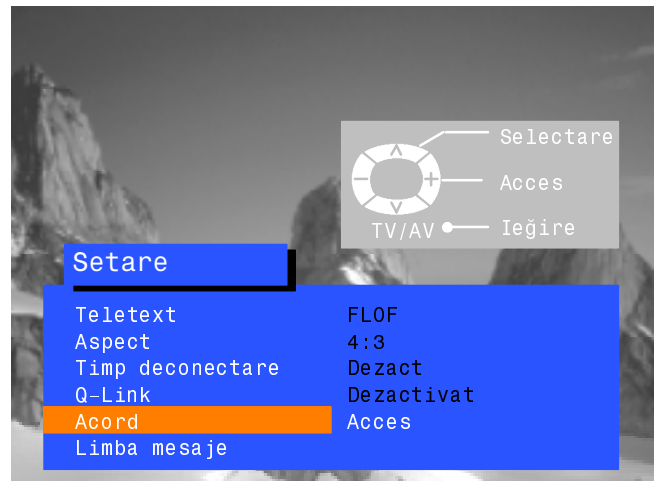 Selectare
Acces
TV/AV Ieğire
Setare
Teletext FLOF
Aspect 4:3
Timp deconectare Dezact
Q-Link Dezactivat
Acord Acces
Limba mesaje